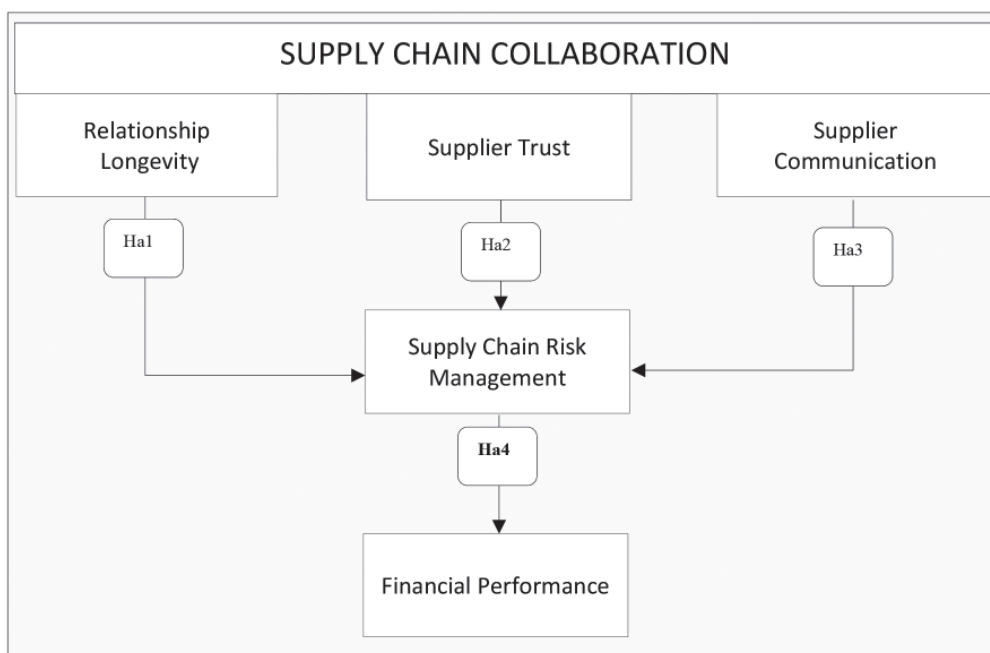 SUPPLY CHAIN COLLABORATION
Relationship
Longevity
Supplier Trust
Supplier
Communication
Ha1
Ha2
Ha3
Supply Chain Risk
Management
Ha4
Financial Performance